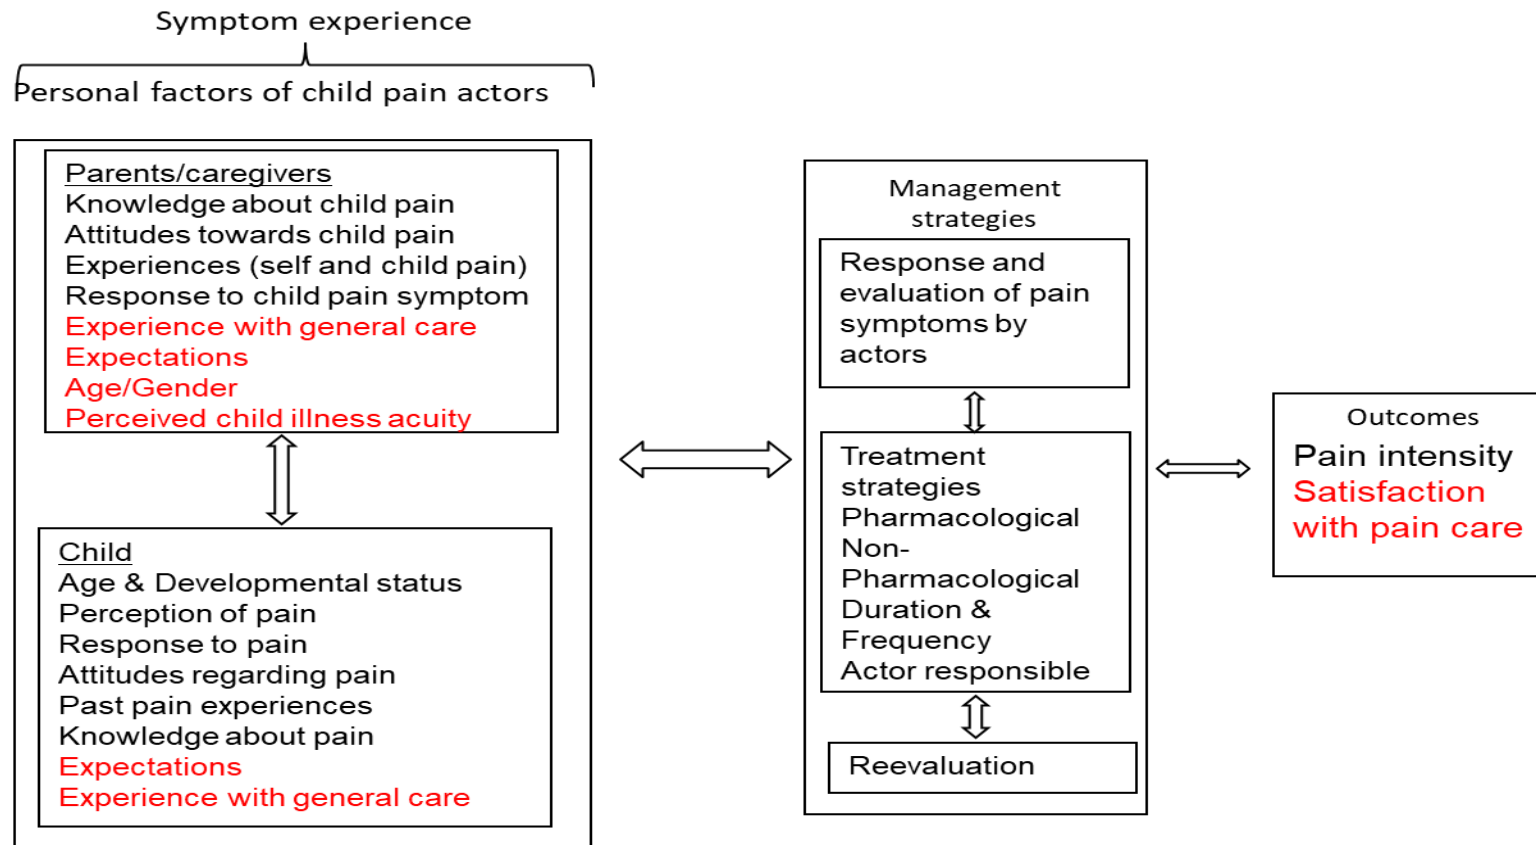 Symptom experience
Personal factors of child pain actors
Parents/caregivers
Knowledge about child pain
Attitudes towards child pain
Experiences (self and child pain)
Response to child pain symptom
Experience with general care
Expectations
Age/Gender
Perceived child illness acuity
Child
Age & Developmental status
Perception of pain
Response to pain
Attitudes regarding pain
Past pain experiences
Knowledge about pain
Expectations
Experience with general care
Management
strategies
Response and
evaluation of pain
symptoms by
actors
Treatment
strategies
Pharmacological
Non-
Pharmacological
Duration &
Frequency
Actor responsible
Reevaluation
Outcomes
Pain intensity
Satisfaction
with pain care